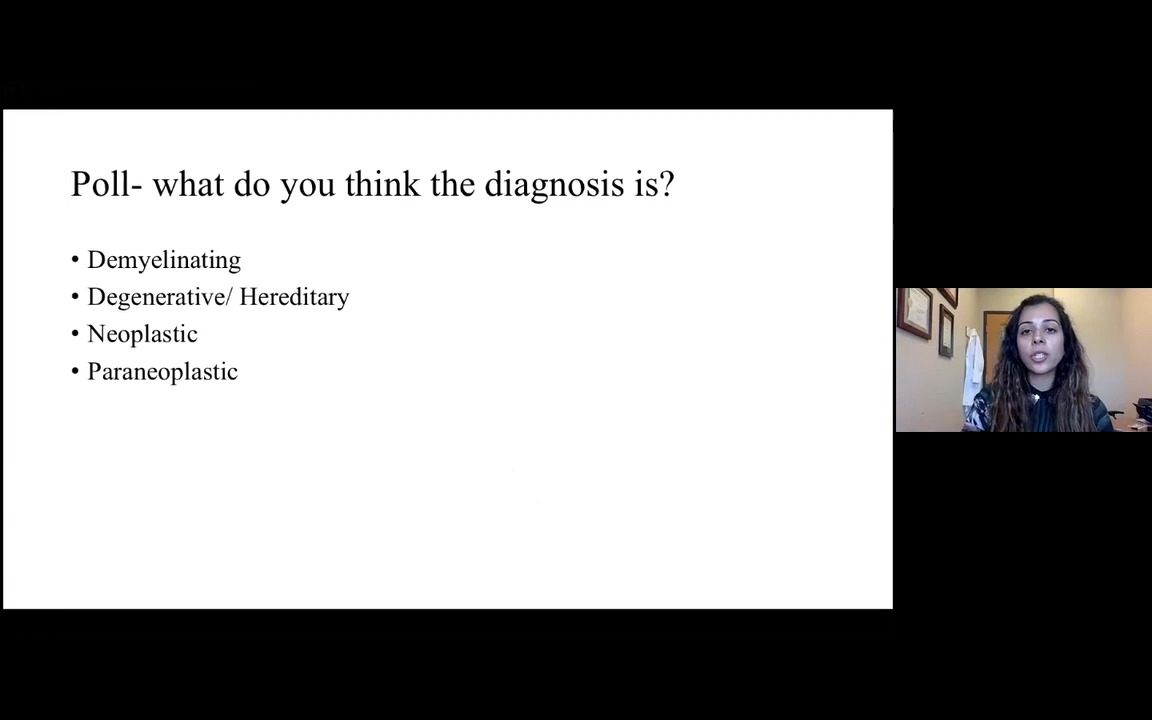 Poll- what do you think the diagnosis is?
• Demyelinating
• Degenerative/ Hereditary
• Neoplastic
• Paraneoplastic